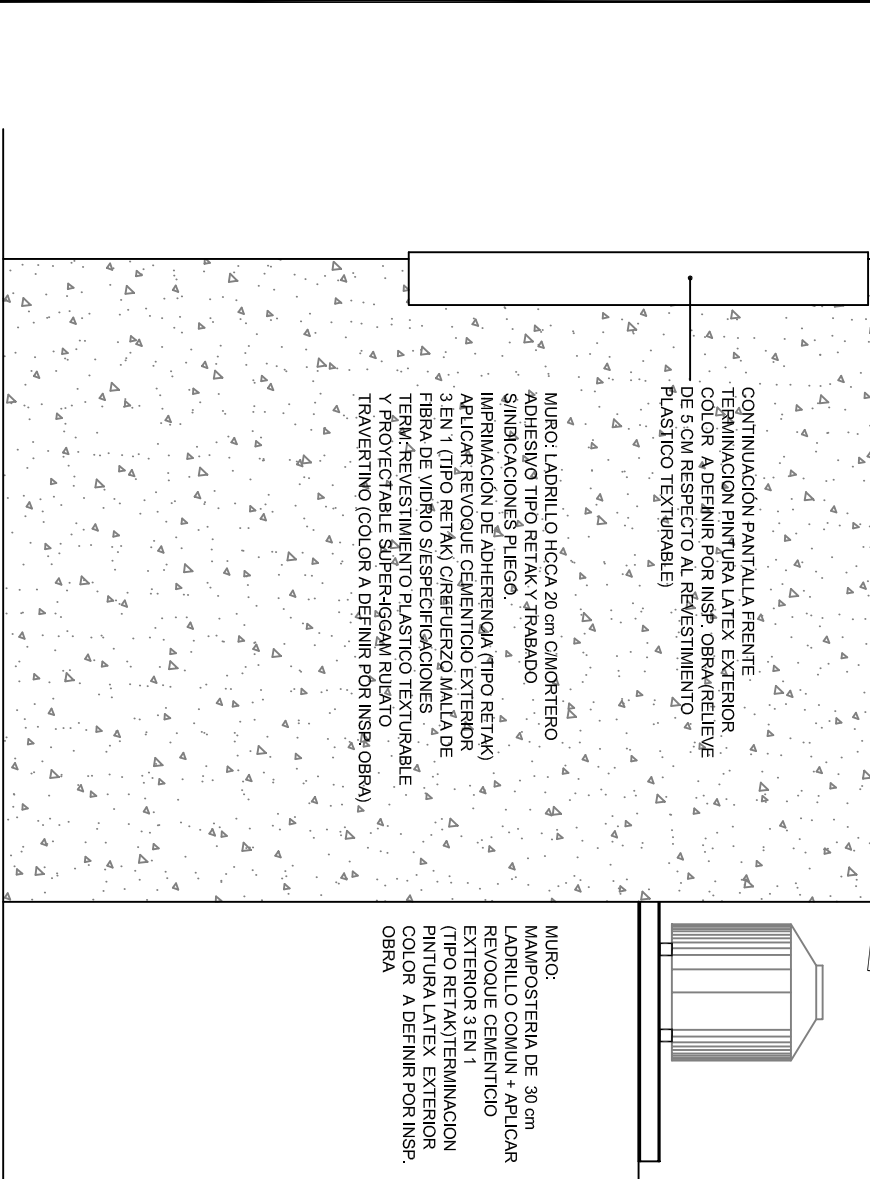 CONTINUACIÓN PANTALLA FRENTE
TERMINACION PINTURA LATEX EXTERIOR
COLOR A DEFINIR POR INSP. OBRA (RELIEVE
DE 5 CM RESPECTO AL REVESTIMIENTO
PLASTICO TEXTURABLE)
MURO: LADRILLO HCCA 20 cm C/MORTERO
ADHESIVO TIPO RETAK Y TRABADO
S/INDICACIONES PLIEGO.
IMPRIMACIÓN DE ADHERENCIA (TIPO RETAK)
APLICAR REVOQUE CEMENTICIO EXTERIOR
3 EN 1 (TIPO RETAK) C/REFUERZO MALLA DE
FIBRA DE VIDRIO S/ESPECIFICACIONES
TERM: REVESTIMIENTO PLASTICO TEXTURABLE
Y PROYECTABLE SUPER-IGGAM RULATO
TRAVERTINO (COLOR A DEFINIR POR INSP. OBRA)
MURO:
MAMPOSTERIA DE 30 cm
LADRILLO COMUN + APLICAR
REVOQUE CEMENTICIO
EXTERIOR 3 EN 1
(TIPO RETAK)TERMINACION
PINTURA LATEX EXTERIOR
COLOR A DEFINIR POR INSP.
OBRA